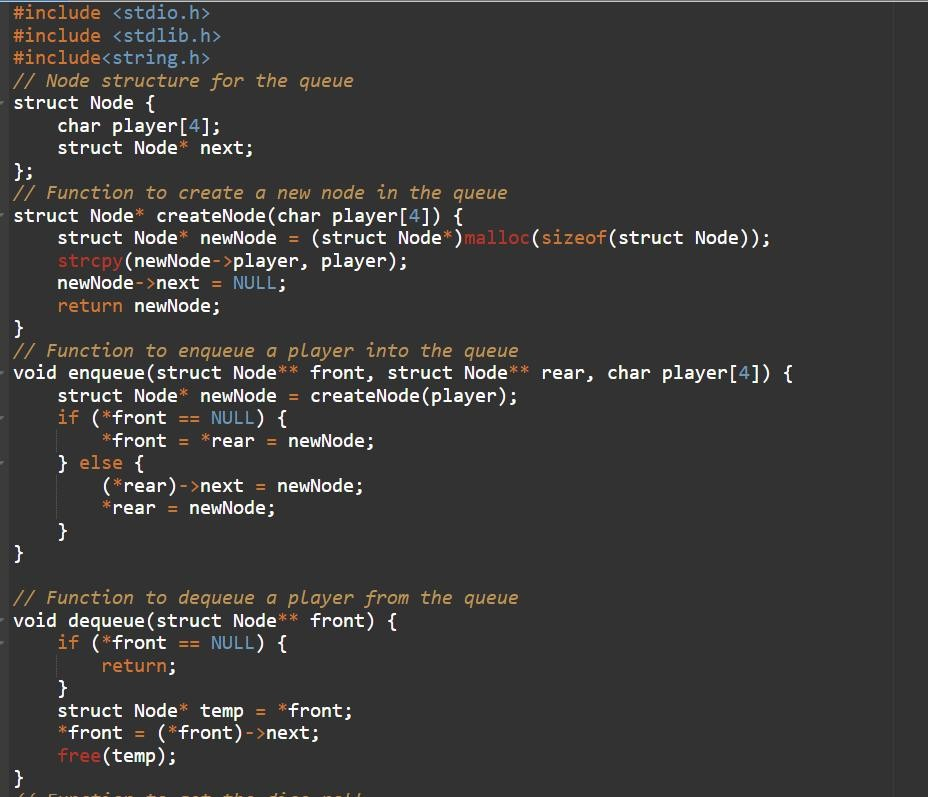 #include <stdio.h>
#include <stdlib.h>
#include<string.h>
// Node structure for the queue
struct Node {
    char player[4];
    struct Node* next;
};
// Function to create a new node in the queue
struct Node* createNode(char player[4]) {
    struct Node* newNode = (struct Node*)malloc(sizeof(struct Node));
    strcpy(newNode->player, player);
    newNode->next = NULL;
    return newNode;
}
// Function to enqueue a player into the queue
void enqueue(struct Node** front, struct Node** rear, char player[4]) {
    struct Node* newNode = createNode(player);
    if (*front == NULL) {
        *front = *rear = newNode;
    } else {
        (*rear)->next = newNode;
        *rear = newNode;
    }
}

// Function to dequeue a player from the queue
void dequeue(struct Node** front) {
    if (*front == NULL) {
        return;
    }
    struct Node* temp = *front;
    *front = (*front)->next;
    free(temp);
}